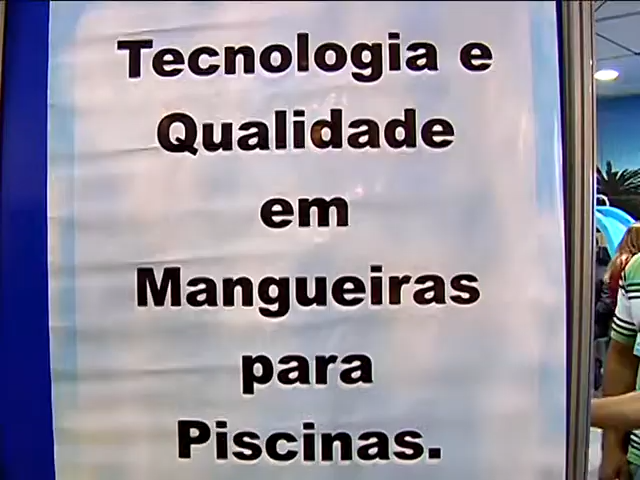 Tecnologia e
Qualidade
em
Mangueiras
para
Piscinas.